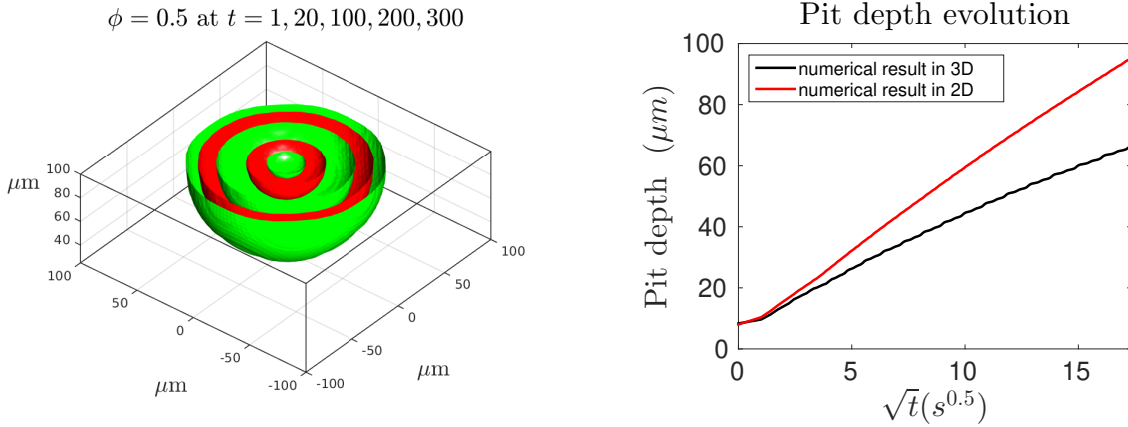 ϕ = 0.5 at t = 1, 20, 100, 200, 300
100
80
60
40
μm
100
50
0
-50
-100
μm
-100
-50
0
50
100
μm
Pit depth evolution
numerical result in 3D
numerical result in 2D
100
80
60
40
20
0
Pit depth (μm)
0
5
10
15
√t(s^0.5)